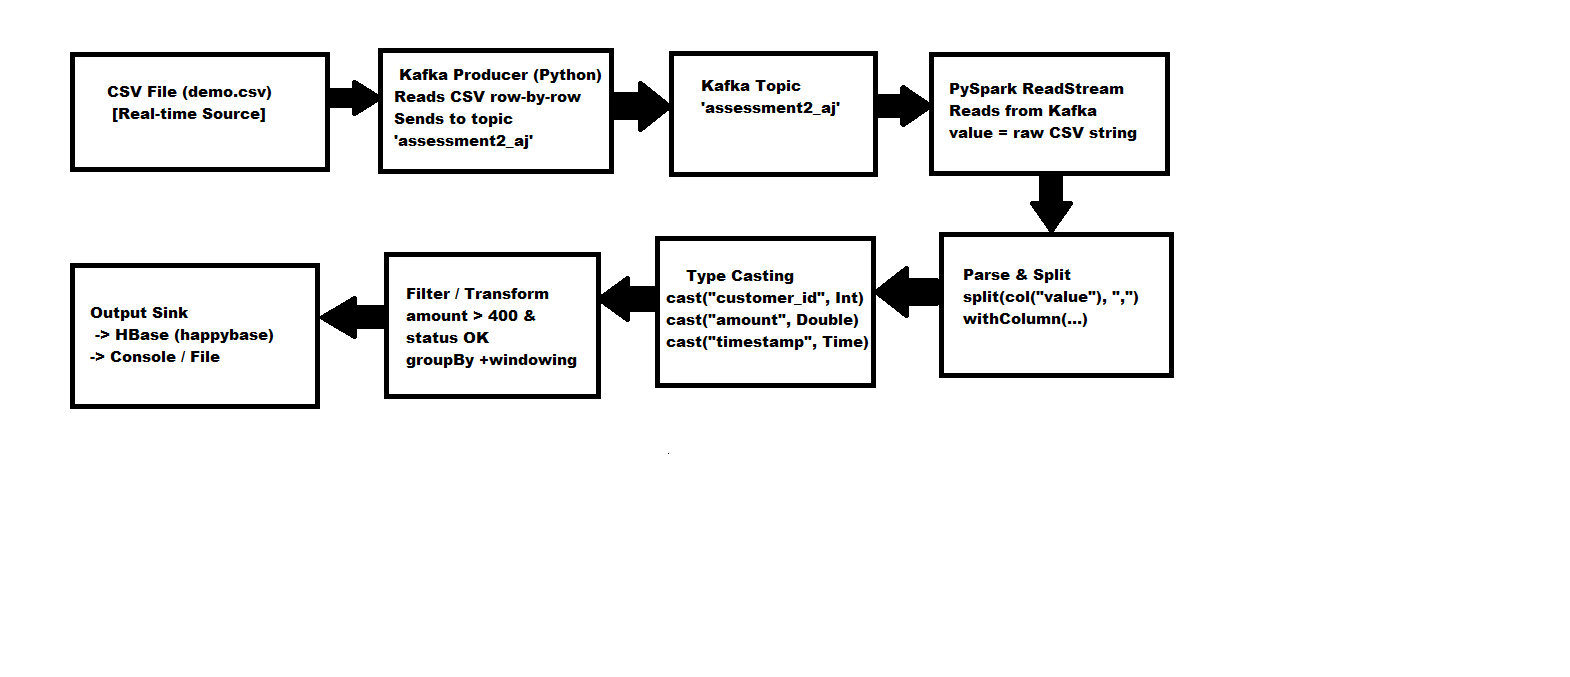 CSV File (demo.csv)
[Real-time Source]
Kafka Producer (Python)
Reads CSV row-by-row
Sends to topic
'assessment2_aj'
Kafka Topic
'assessment2_aj'
PySpark ReadStream
Reads from Kafka
value = raw CSV string
Parse & Split
split(col("value"), ",")
withColumn(...)
Type Casting
cast("customer_id", Int)
cast("amount", Double)
cast("timestamp", Time)
Filter / Transform
amount > 400 &
status OK
groupBy +windowing
Output Sink
-> HBase (happybase)
-> Console / File